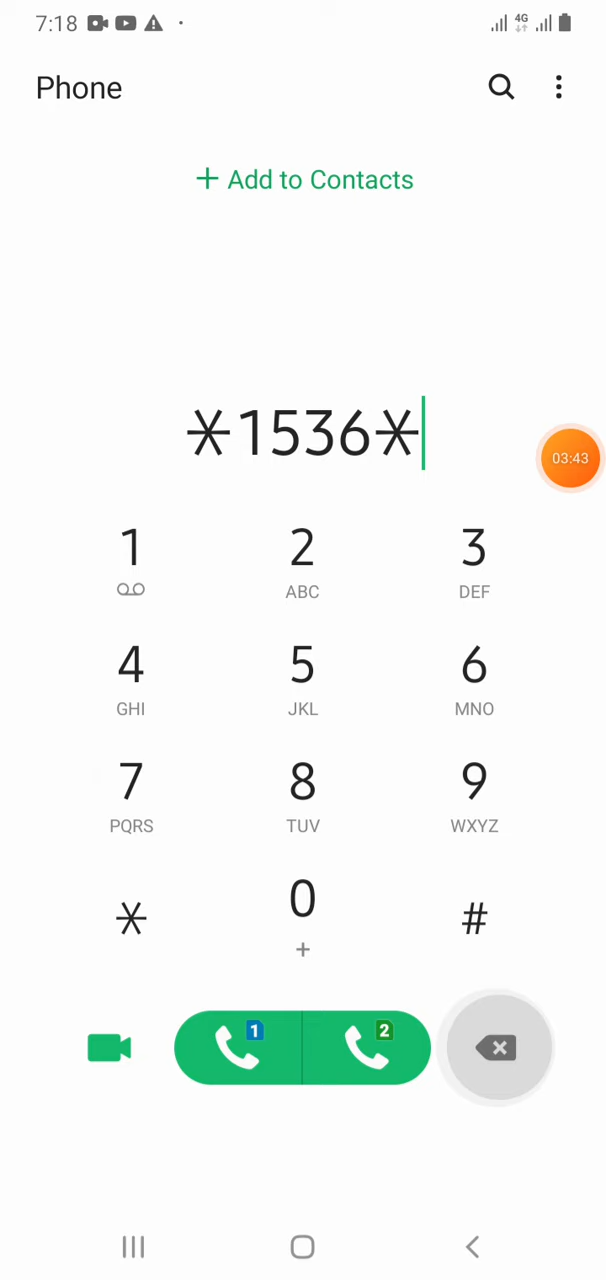 7:18 4G
Phone
+ Add to Contacts
*1536*
03:43
1 2 3
ABC DEF
4 5 6
GHI JKL MNO
7 8 9
PQRS TUV WXYZ
* 0 #
+
1 2